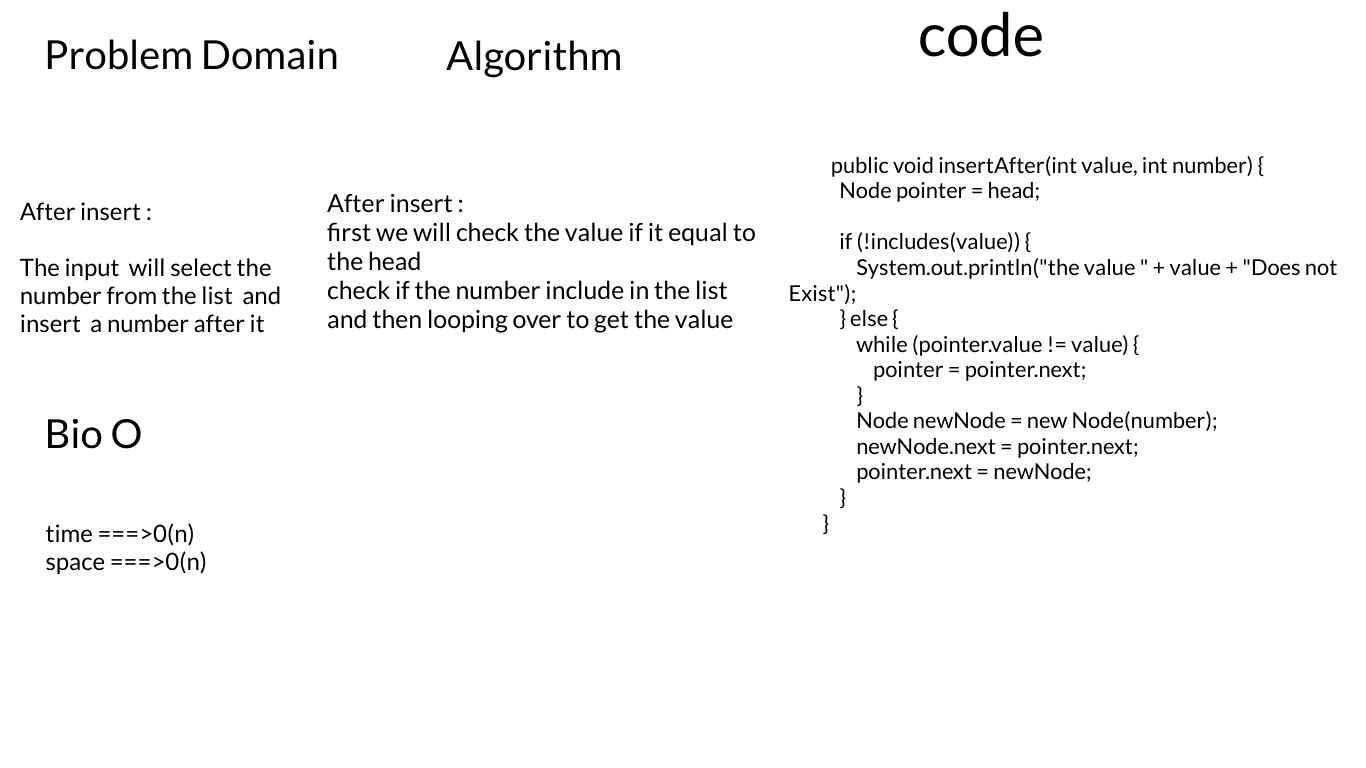 Problem Domain
After insert :
The input  will select the
number from the list  and
insert  a number after it
Bio O
time ===>0(n)
space ===>0(n)
Algorithm
After insert :
first we will check the value if it equal to
the head
check if the number include in the list
and then looping over to get the value
code
public void insertAfter(int value, int number) {
Node pointer = head;
if (!includes(value)) {
System.out.println("the value " + value + "Does not
Exist");
} else {
while (pointer.value != value) {
pointer = pointer.next;
}
Node newNode = new Node(number);
newNode.next = pointer.next;
pointer.next = newNode;
}
}